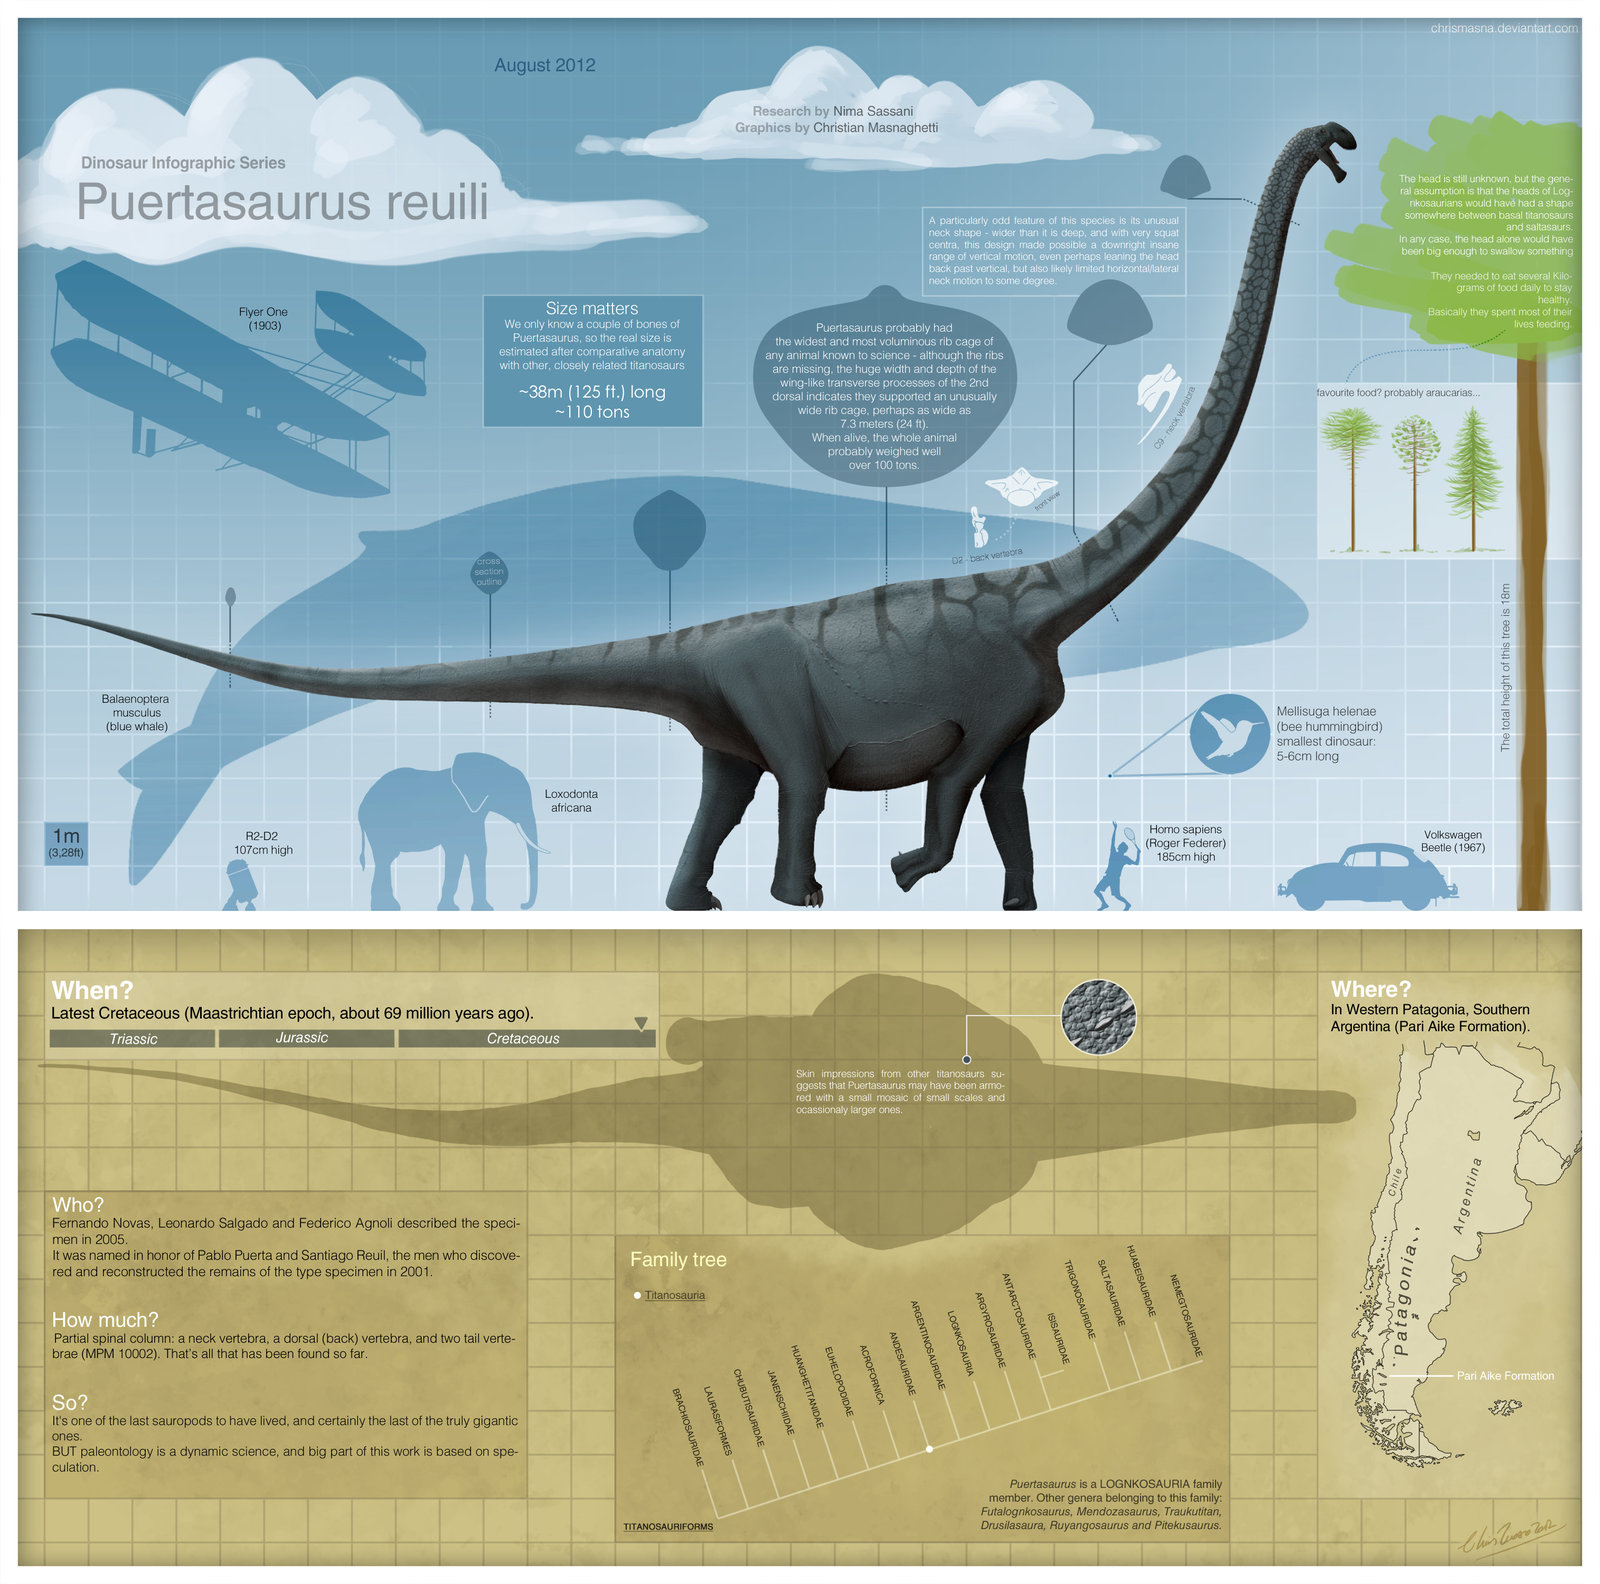 chrismasna.deviantart.com
August 2012
Research by Nima Sassani
Graphics by Christian Masnaghetti
Dinosaur Infographic Series
Puertasaurus reuili
The head is still unknown, but the gene-
ral assumption is that the heads of Log-
nkosaurians would have had a shape
somewhere between basal titanosaurs
and saltasaurs.
In any case, the head alone would have
been big enough to swallow something
They needed to eat several Kilo-
grams of food daily to stay
healthy.
Basically they spent most of their
lives feeding.
A particularly odd feature of this species is its unusual
neck shape - wider than it is deep, and with very squat
centra, this design made possible a downright insane
range of vertical motion, even perhaps leaning the head
back past vertical, but also likely limited horizontal/lateral
neck motion to some degree.
Flyer One
(1903)
Size matters
We only know a couple of bones of
Puertasaurus, so the real size is
estimated after comparative anatomy
with other, closely related titanosaurs
~38m (125 ft.) long
~110 tons
Puertasaurus probably had
the widest and most voluminous rib cage of
any animal known to science - although the ribs
are missing, the huge width and depth of the
wing-like transverse processes of the 2nd
dorsal indicates they supported an unusually
wide rib cage, perhaps as wide as
7.3 meters (24 ft).
When alive, the whole animal
probably weighed well
over 100 tons.
C9 - neck vertebra
favourite food? probably araucarias...
front view
D2 - back vertebra
cross
section
outline
The total height of this tree is 18m
Balaenoptera
musculus
(blue whale)
Mellisuga helenae
(bee hummingbird)
smallest dinosaur:
5-6cm long
Loxodonta
africana
1m
(3,28ft)
R2-D2
107cm high
Homo sapiens
(Roger Federer)
185cm high
Volkswagen
Beetle (1967)
When?
Latest Cretaceous (Maastrichtian epoch, about 69 million years ago).
Triassic
Jurassic
Cretaceous
Where?
In Western Patagonia, Southern
Argentina (Pari Aike Formation).
Skin impressions from other titanosaurs su-
ggests that Puertasaurus may have been armo-
red with a small mosaic of small scales and
ocassionaly larger ones.
Chile
Argentina
Patagonia
Pari Aike Formation
Who?
Fernando Novas, Leonardo Salgado and Federico Agnoli described the speci-
men in 2005.
It was named in honor of Pablo Puerta and Santiago Reuil, the men who discove-
red and reconstructed the remains of the type specimen in 2001.
How much?
Partial spinal column: a neck vertebra, a dorsal (back) vertebra, and two tail verte-
brae (MPM 10002). That's all that has been found so far.
So?
It's one of the last sauropods to have lived, and certainly the last of the truly gigantic
ones.
BUT paleontology is a dynamic science, and big part of this work is based on spe-
culation.
Family tree
Titanosauria
BRACHIOSAURIDAE
LAURASIFORMES
CHUBUTISAURIDAE
JANENSCHIIDAE
HUANGHETITANIDAE
EUHELOPODIDAE
ACROFORNICA
ANDESAURIDAE
ARGENTINOSAURIDAE
LOGNKOSAURIA
ARGYROSAURIDAE
ANTARCTOSAURIDAE
ISISAURIDAE
TRIGONOSAURIDAE
SALTASAURIDAE
HUABEISAURIDAE
NEMEGTOSAURIDAE
TITANOSAURIFORMS
Puertasaurus is a LOGNKOSAURIA family
member. Other genera belonging to this family:
Futalognkosaurus, Mendozasaurus, Traukutitan,
Drusilasaura, Ruyangosaurus and Pitekusaurus.